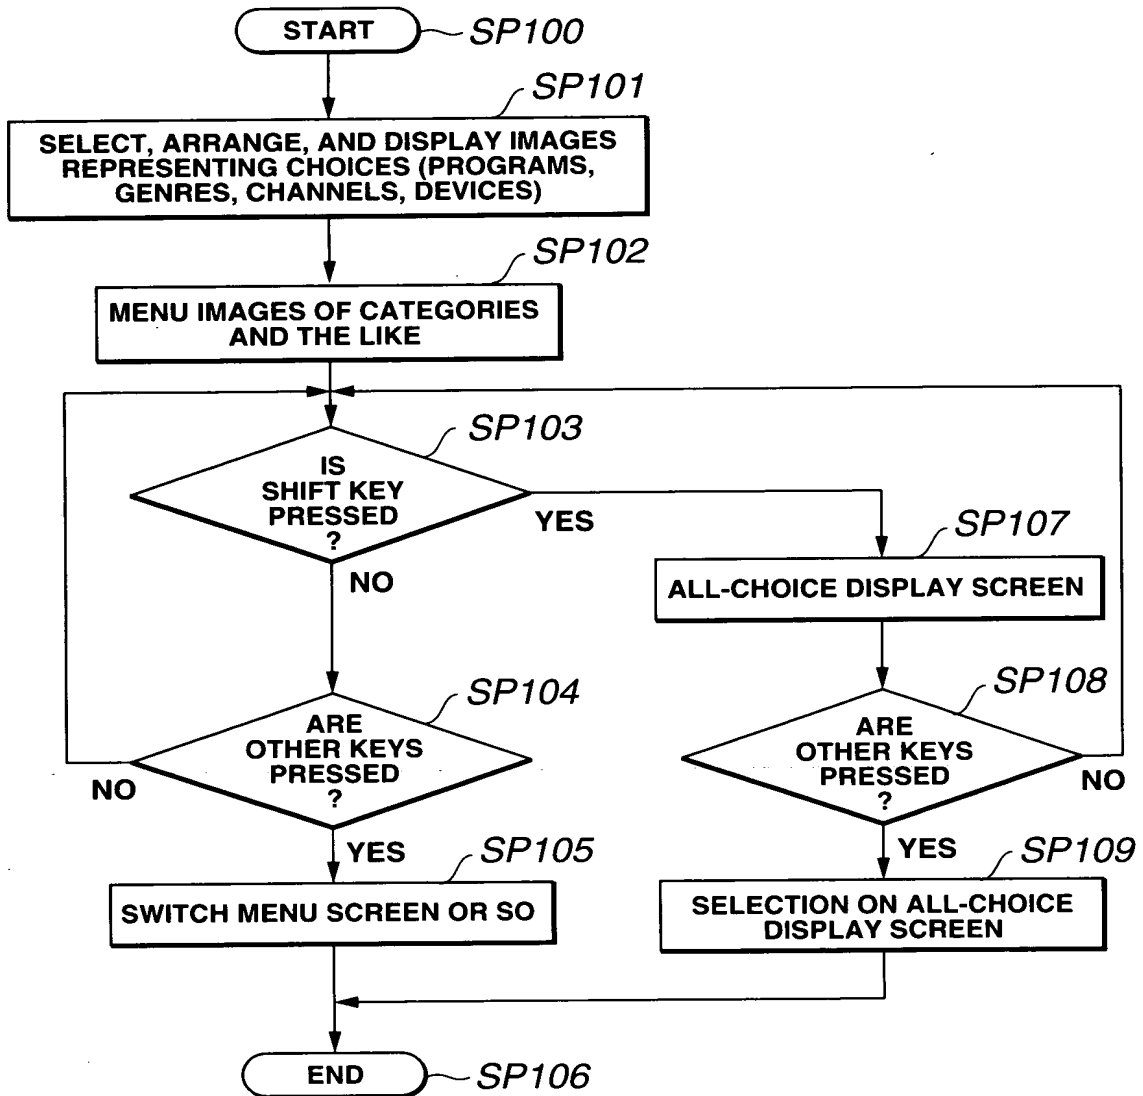 START
SP100
SP101
SELECT, ARRANGE, AND DISPLAY IMAGES
REPRESENTING CHOICES (PROGRAMS,
GENRES, CHANNELS, DEVICES)
SP102
MENU IMAGES OF CATEGORIES
AND THE LIKE
SP103
IS
SHIFT KEY
PRESSED
?
YES
NO
SP107
ALL-CHOICE DISPLAY SCREEN
SP104
ARE
OTHER KEYS
PRESSED
?
NO
YES
SP108
ARE
OTHER KEYS
PRESSED
?
NO
YES
SP105
SWITCH MENU SCREEN OR SO
SP109
SELECTION ON ALL-CHOICE
DISPLAY SCREEN
END
SP106